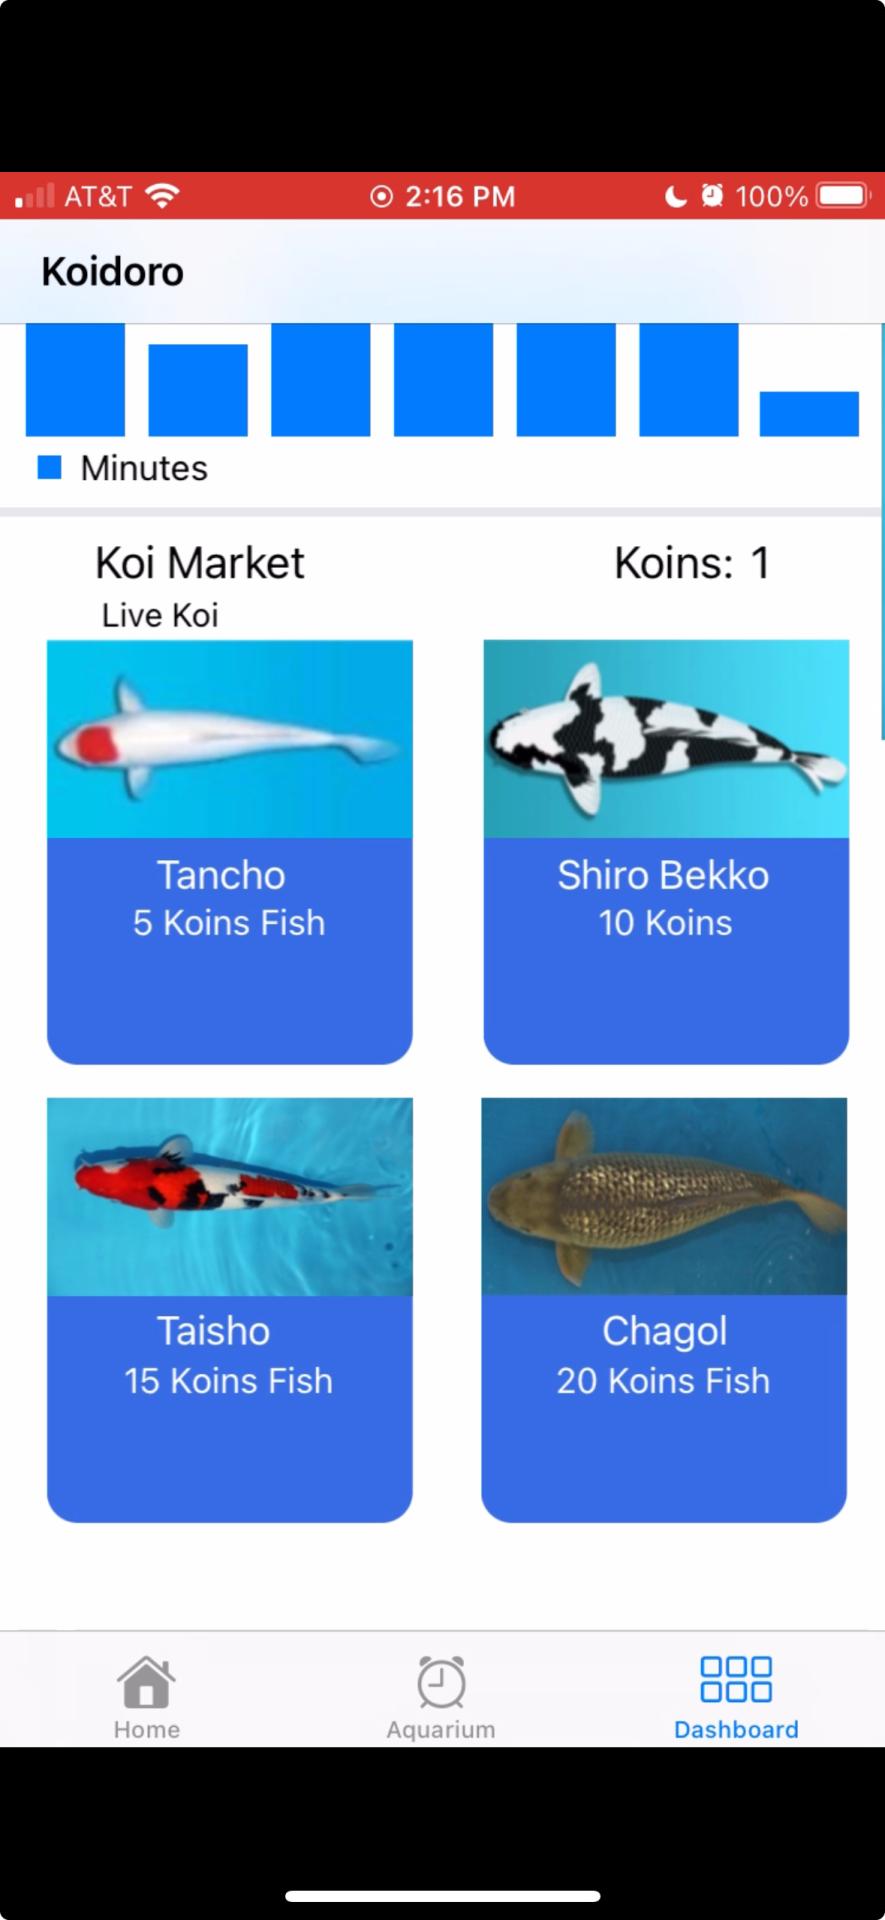 AT&T 2:16 PM 100%
Koidoro
Minutes
Koi Market Koins: 1
Live Koi
Tancho
5 Koins Fish
Shiro Bekko
10 Koins
Taisho
15 Koins Fish
Chagol
20 Koins Fish
Home Aquarium Dashboard